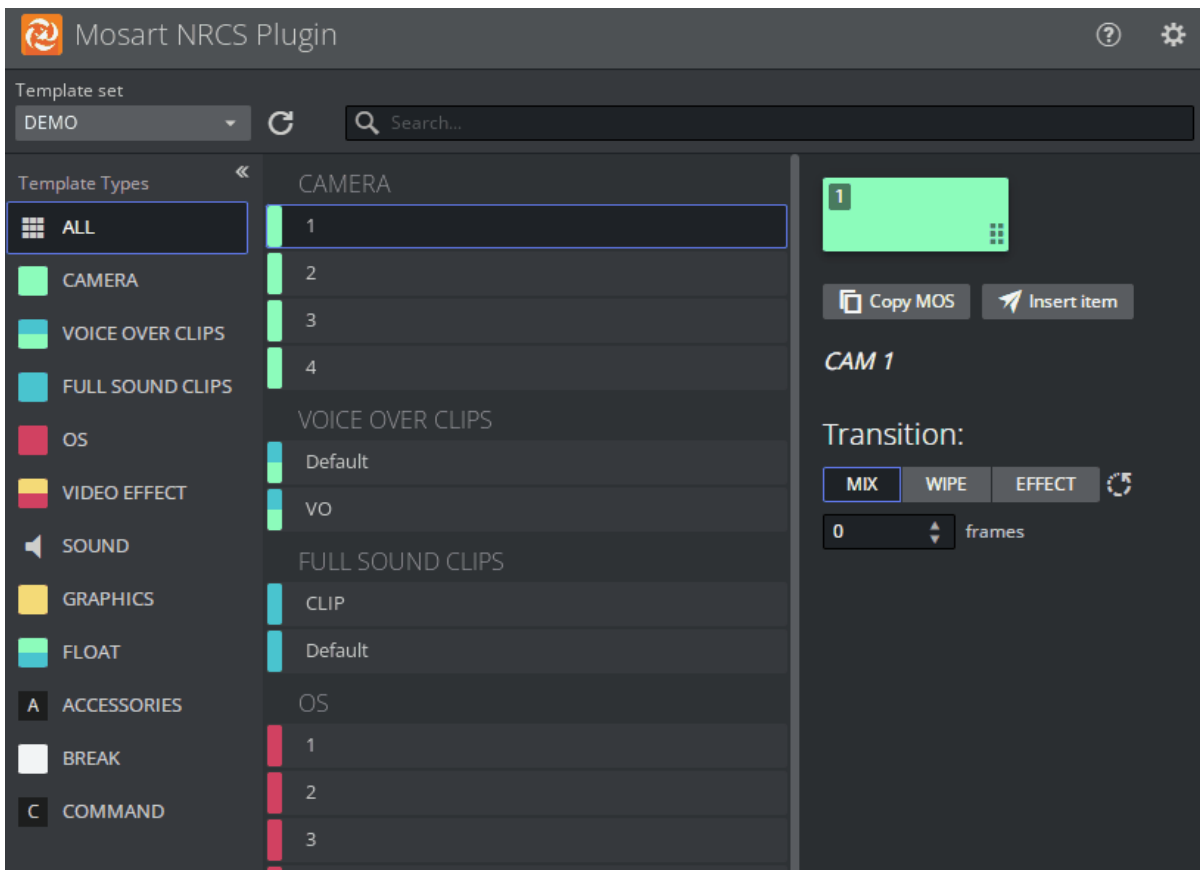 Mosart NRCS Plugin
?
Template set
DEMO
Search...
Template Types
ALL
CAMERA
VOICE OVER CLIPS
FULL SOUND CLIPS
OS
VIDEO EFFECT
SOUND
GRAPHICS
FLOAT
A ACCESSORIES
BREAK
C COMMAND
CAMERA
1
2
3
4
VOICE OVER CLIPS
Default
VO
FULL SOUND CLIPS
CLIP
Default
OS
1
2
3
1
Copy MOS Insert item
CAM 1
Transition:
MIX WIPE EFFECT
0 frames